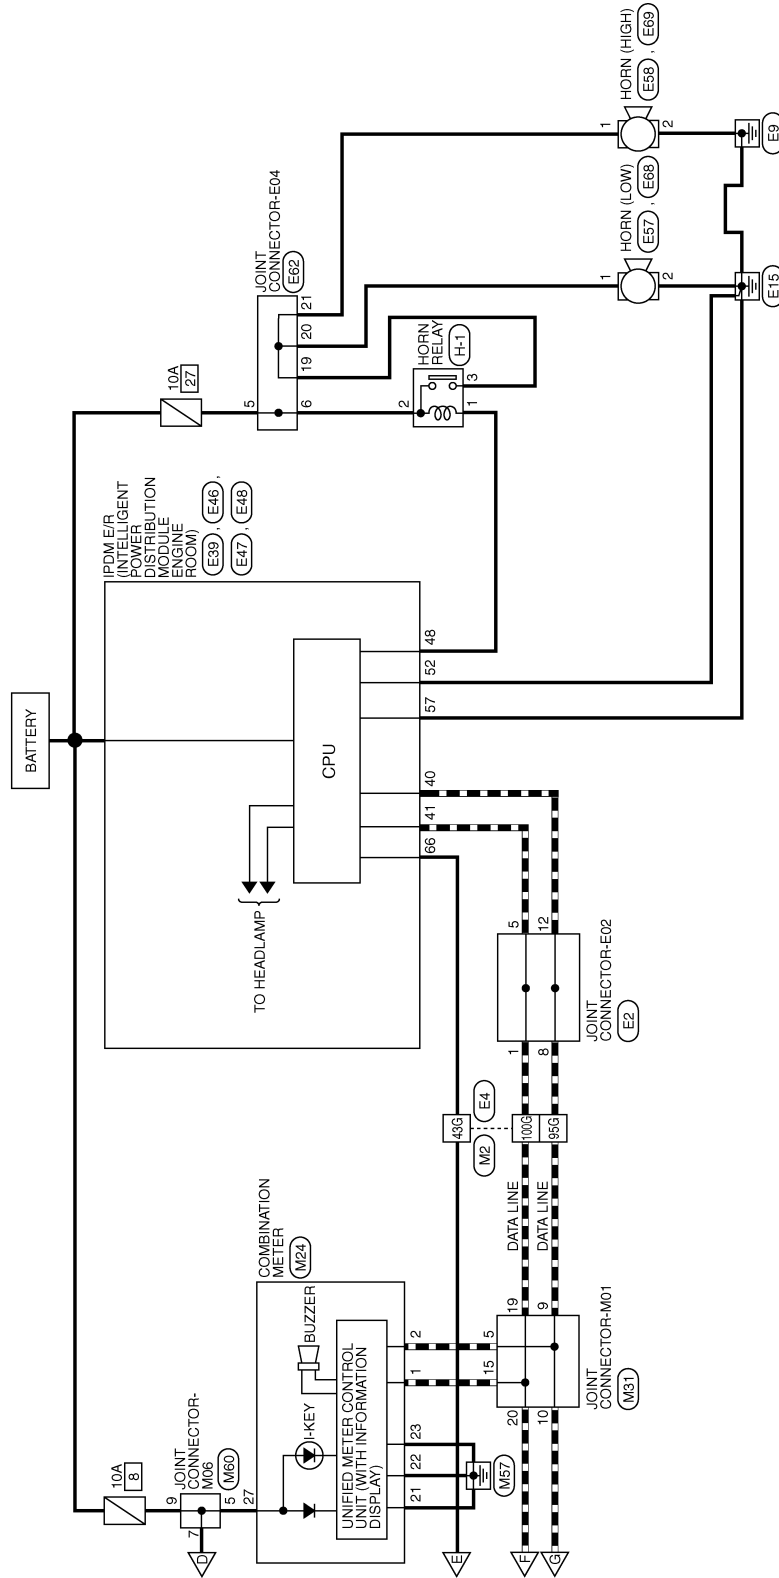 BATTERY
10A
8
9
JOINT
CONNECTOR-
M06
M60
7
5
D
27
COMBINATION
METER
M24
BUZZER
I-KEY
UNIFIED METER CONTROL
UNIT (WITH INFORMATION
DISPLAY)
21
22
23
1
2
M57
E
F
G
20
10
15
5
19
9
JOINT
CONNECTOR-M01
M31
DATA LINE
DATA LINE
43G
100G
95G
M2
E4
1
8
5
12
JOINT
CONNECTOR-E02
E2
IPDM E/R
(INTELLIGENT
POWER
DISTRIBUTION
MODULE
ENGINE
ROOM)
E39 , E46 ,
E47 , E48
TO HEADLAMP
CPU
66
41
40
57
52
48
10A
27
5
6
JOINT
CONNECTOR-E04
E62
19
20
21
2
HORN
RELAY
H-1
1
3
HORN (LOW)
E57 , E68
1
2
E15
HORN (HIGH)
E58 , E69
1
2
E9